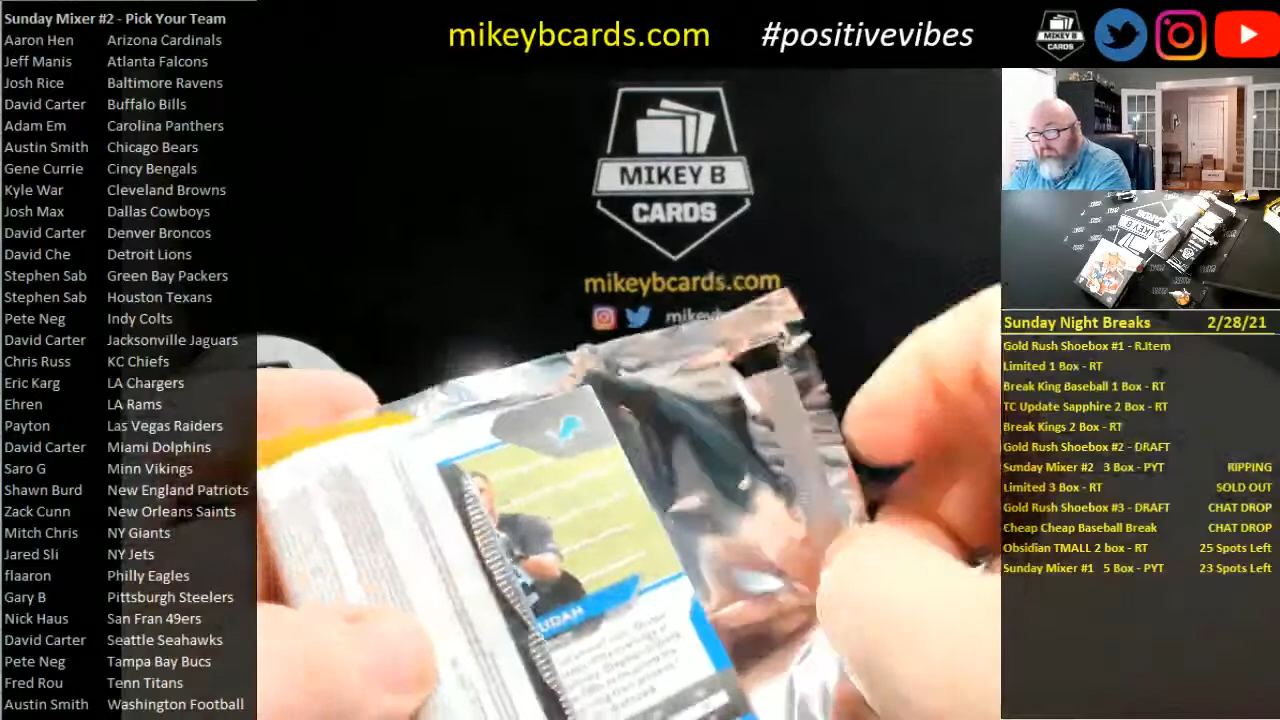 Sunday Mixer #2 - Pick Your Team
Aaron Hen Arizona Cardinals
Jeff Manis Atlanta Falcons
Josh Rice Baltimore Ravens
David Carter Buffalo Bills
Adam Em Carolina Panthers
Austin Smith Chicago Bears
Gene Currie Cincy Bengals
Kyle War Cleveland Browns
Josh Max Dallas Cowboys
David Carter Denver Broncos
David Che Detroit Lions
Stephen Sab Green Bay Packers
Stephen Sab Houston Texans
Pete Neg Indy Colts
David Carter Jacksonville Jaguars
Chris Russ KC Chiefs
Eric Karg LA Chargers
Ehren LA Rams
Payton Las Vegas Raiders
David Carter Miami Dolphins
Saro G Minn Vikings
Shawn Burd New England Patriots
Zack Cunn New Orleans Saints
Mitch Chris NY Giants
Jared Sli NY Jets
flaaron Philly Eagles
Gary B Pittsburgh Steelers
Nick Haus San Fran 49ers
David Carter Seattle Seahawks
Pete Neg Tampa Bay Bucs
Fred Rou Tenn Titans
Austin Smith Washington Football
mikeybcards.com #positivevibes
MIKEY B
CARDS
MIKEY B
CARDS
mikeybcards.com
mikeyb
UDAH
Sunday Night Breaks 2/28/21
Gold Rush Shoebox #1 - R.Item
Limited 1 Box - RT
Break King Baseball 1 Box - RT
TC Update Sapphire 2 Box - RT
Break Kings 2 Box - RT
Gold Rush Shoebox #2 - DRAFT
Sunday Mixer #2 3 Box - PYT RIPPING
Limited 3 Box - RT SOLD OUT
Gold Rush Shoebox #3 - DRAFT CHAT DROP
Cheap Cheap Baseball Break CHAT DROP
Obsidian TMALL 2 box - RT 25 Spots Left
Sunday Mixer #1 5 Box - PYT 23 Spots Left